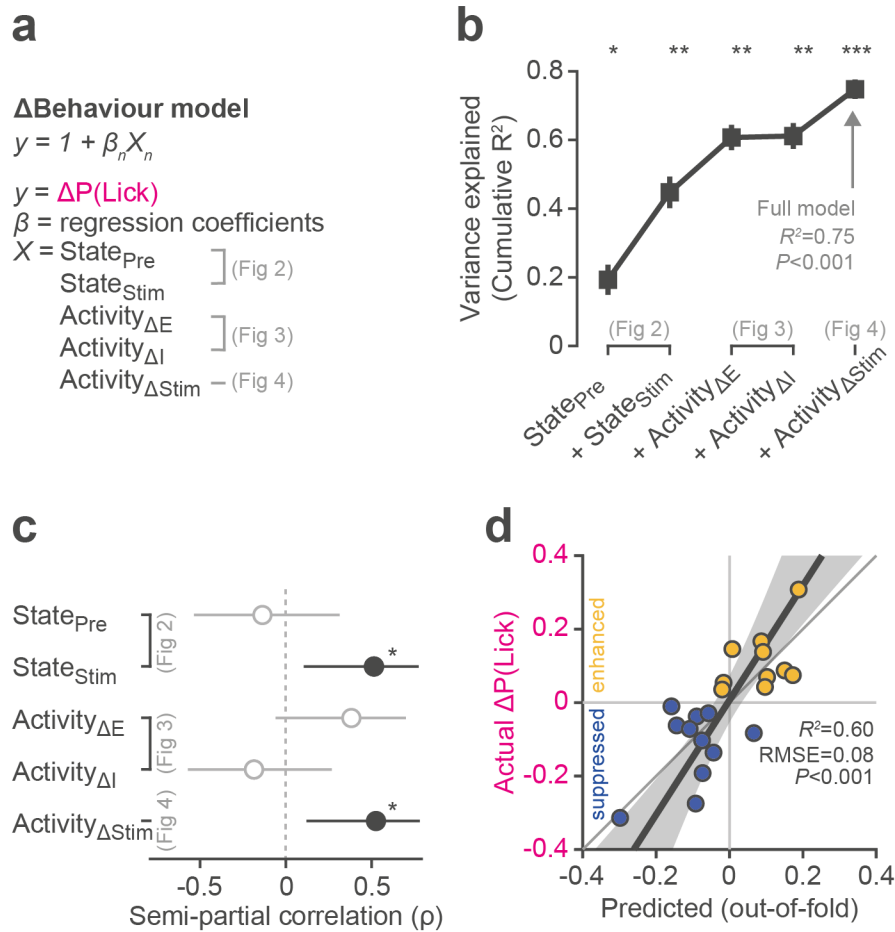 a
ΔBehaviour model
y = 1 + βnXn
y = ΔP(Lick)
β = regression coefficients
X = StatePre
StateStim
(Fig 2)
ActivityΔE
ActivityΔI
(Fig 3)
ActivityΔStim
(Fig 4)
b
* ** ** ** ***
Variance explained
(Cumulative R²)
0.8
0.6
0.4
0.2
0
Full model
R²=0.75
P<0.001
(Fig 2) (Fig 3) (Fig 4)
StatePre
+ StateStim
+ ActivityΔE
+ ActivityΔI
+ ActivityΔStim
c
StatePre
StateStim
(Fig 2)
*
ActivityΔE
ActivityΔI
(Fig 3)
ActivityΔStim
(Fig 4)
*
-0.5 0 0.5
Semi-partial correlation (ρ)
d
Actual ΔP(Lick)
suppressed
enhanced
0.4
0.2
0
-0.2
-0.4
R²=0.60
RMSE=0.08
P<0.001
-0.4 -0.2 0 0.2 0.4
Predicted (out-of-fold)